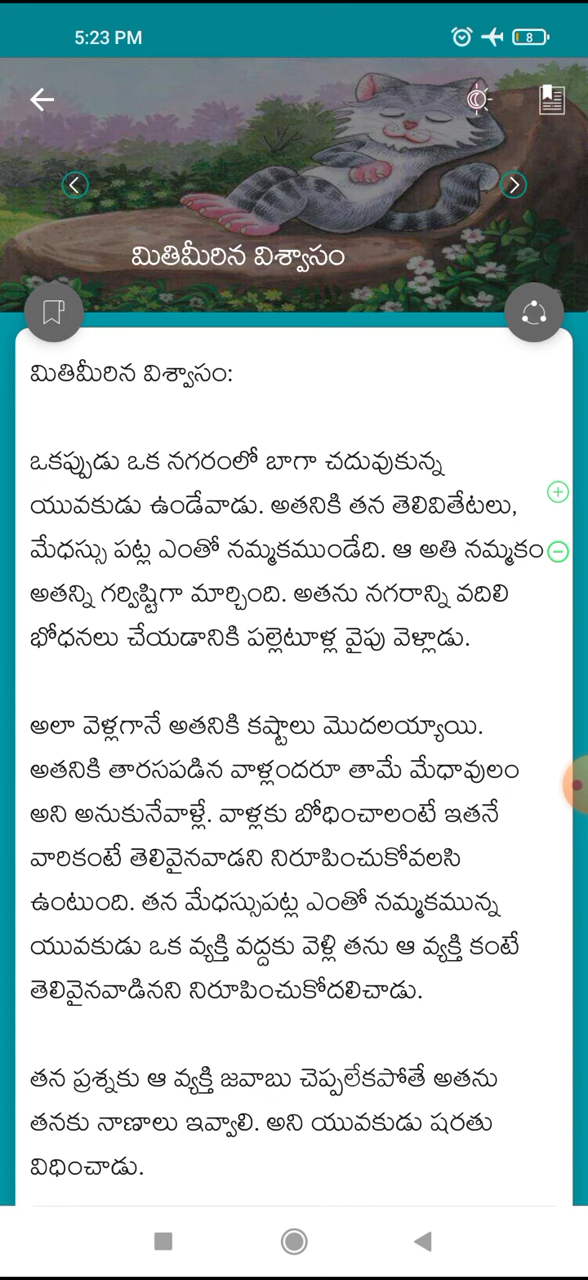 5:23 PM
8
మితిమీరిన విశ్వాసం
మితిమీరిన విశ్వాసం:
ఒకప్పుడు ఒక నగరంలో బాగా చదువుకున్న
యువకుడు ఉండేవాడు. అతనికి తన తెలివితేటలు,
మేధస్సు పట్ల ఎంతో నమ్మకముండేది. ఆ అతి నమ్మకం
అతన్ని గర్విష్టిగా మార్చింది. అతను నగరాన్ని వదిలి
భోధనలు చేయడానికి పల్లెటూళ్ల వైపు వెళ్లాడు.
అలా వెళ్లగానే అతనికి కష్టాలు మొదలయ్యాయి.
అతనికి తారసపడిన వాళ్లందరూ తామే మేధావులం
అని అనుకునేవాళ్లే. వాళ్లకు బోధించాలంటే ఇతనే
వారికంటే తెలివైనవాడని నిరూపించుకోవలసి
ఉంటుంది. తన మేధస్సుపట్ల ఎంతో నమ్మకమున్న
యువకుడు ఒక వ్యక్తి వద్దకు వెళ్లి తను ఆ వ్యక్తి కంటే
తెలివైనవాడినని నిరూపించుకోదలిచాడు.
తన ప్రశ్నకు ఆ వ్యక్తి జవాబు చెప్పలేకపోతే అతను
తనకు నాణాలు ఇవ్వాలి. అని యువకుడు షరతు
విధించాడు.